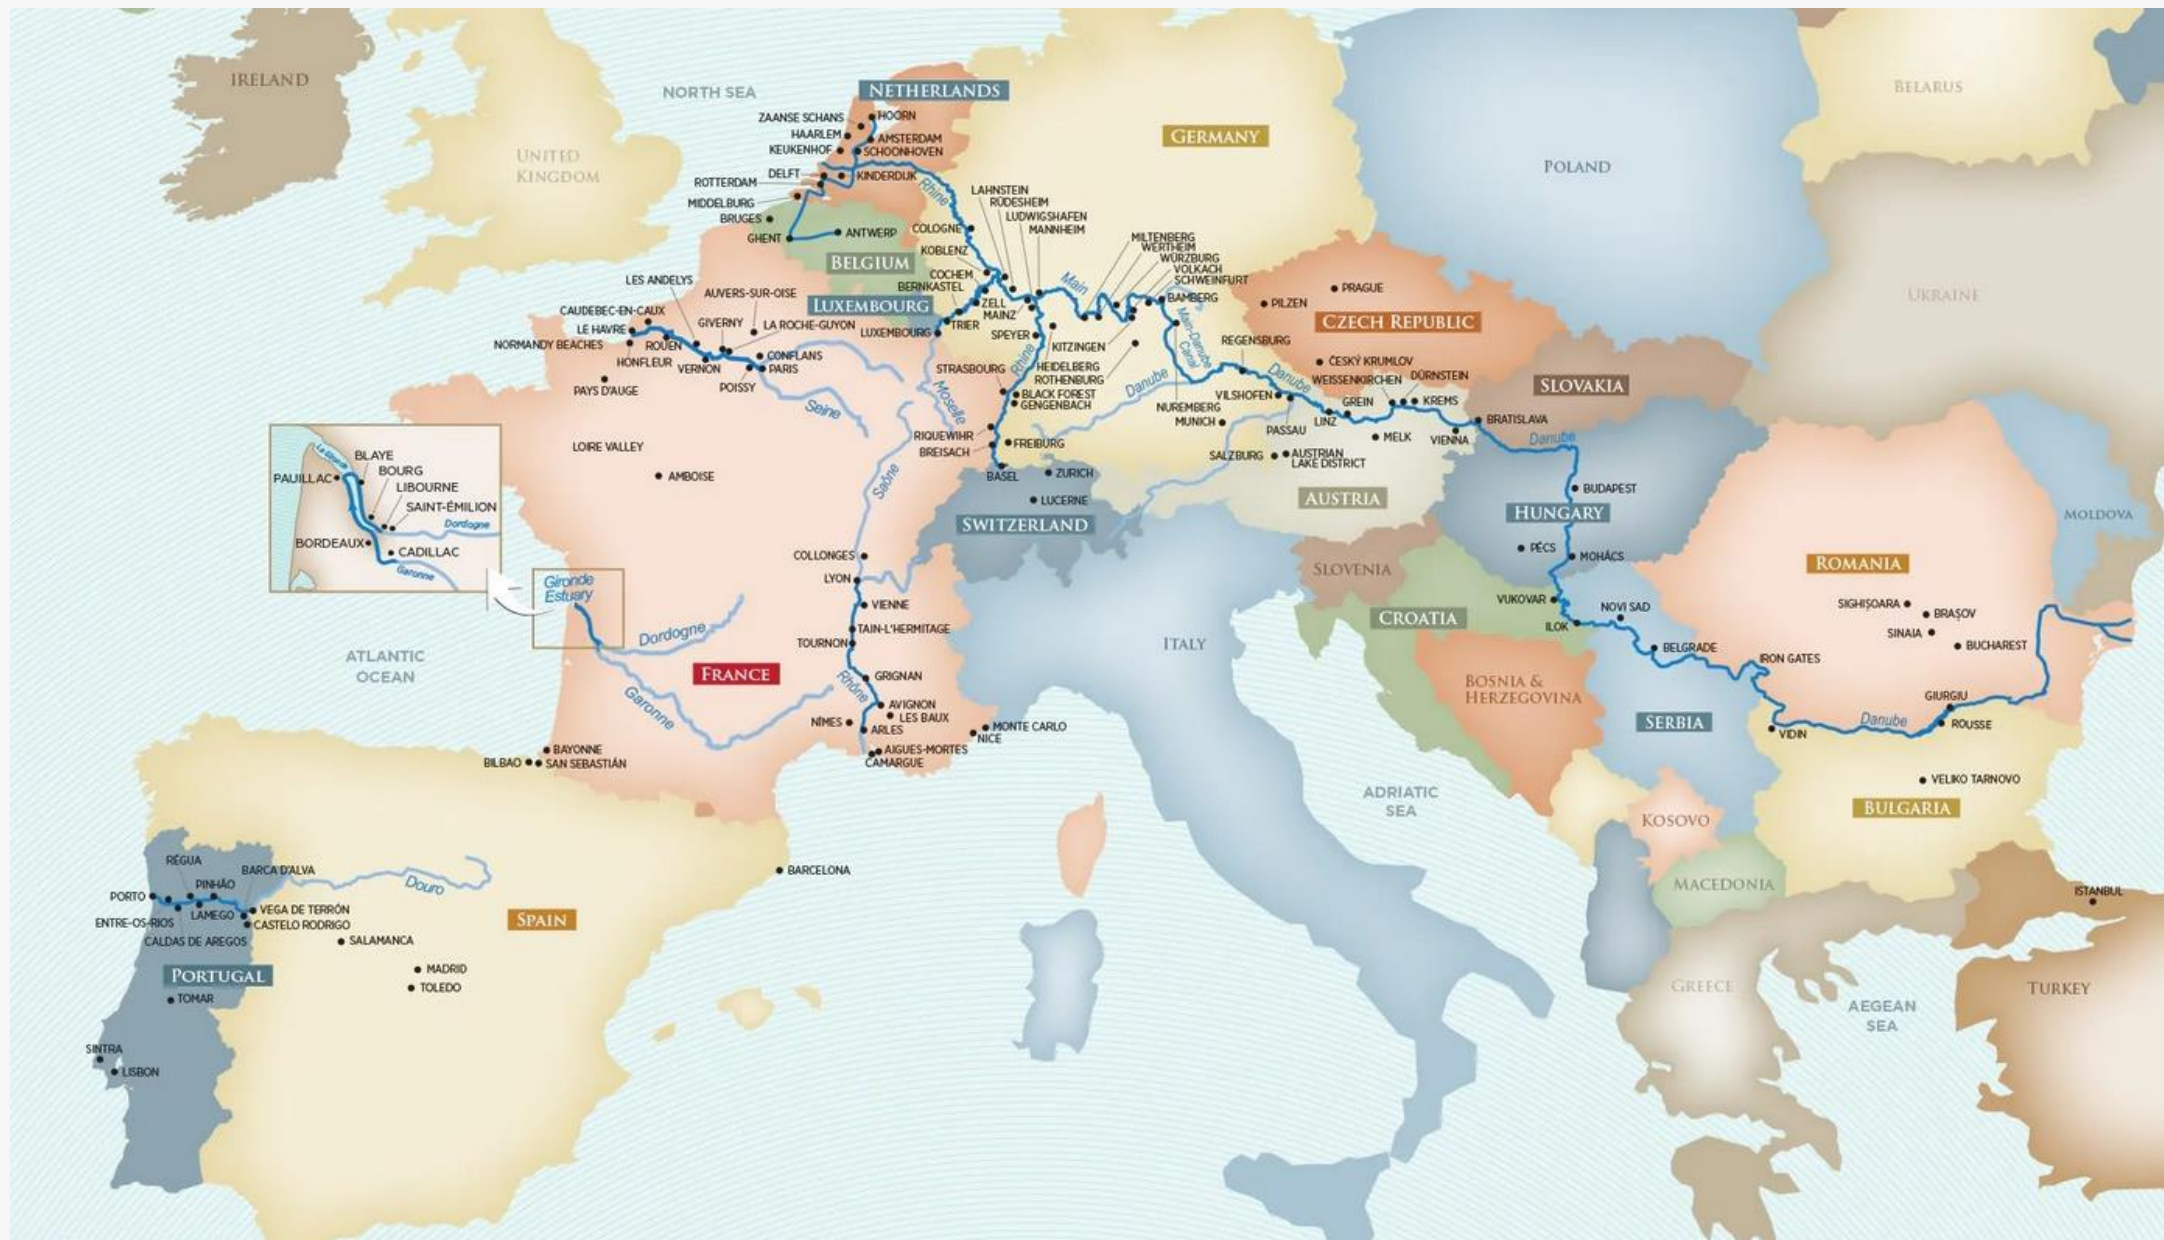 IRELAND
NORTH SEA
UNITED
KINGDOM
NETHERLANDS
ZAANSE SCHANS
HOORN
HAARLEM
AMSTERDAM
KEUKENHOF
SCHOONHOVEN
DELFT
KINDERDIJK
ROTTERDAM
MIDDELBURG
BRUGES
GHENT
ANTWERP
BELGIUM
LUXEMBOURG
GERMANY
POLAND
BELARUS
UKRAINE
Rhine
LAHNSTEIN
RÜDESHEIM
LUDWIGSHAFEN
MANNHEIM
COLOGNE
KOBLENZ
COCHEM
BERNKASTEL
ZELL
MAINZ
TRIER
LUXEMBOURG
SPEYER
Main
MILTENBERG
WERTHEIM
WÜRZBURG
VOLKACH
SCHWEINFURT
BAMBERG
Main-Danube
Canal
KITZINGEN
HEIDELBERG
ROTHENBURG
Rhine
STRASBOURG
BLACK FOREST
GENGENBACH
RIQUEWIHR
BREISACH
FREIBURG
BASEL
ZURICH
LUCERNE
SWITZERLAND
LES ANDELYS
AUVERS-SUR-OISE
CAUDEBEC-EN-CAUX
GIVERNY
LA ROCHE-GUYON
LE HAVRE
NORMANDY BEACHES
ROUEN
HONFLEUR
VERNON
CONFLANS
PARIS
POISSY
PAYS D'AUGE
Seine
Moselle
LOIRE VALLEY
AMBOISE
Saône
PRAGUE
PILZEN
CZECH REPUBLIC
ČESKÝ KRUMLOV
REGENSBURG
Danube
Danube
WEISSENKIRCHEN
DÜRNSTEIN
VILSHOFEN
GREIN
KREMS
NUREMBERG
MUNICH
PASSAU
LINZ
MELK
VIENNA
BRATISLAVA
SLOVAKIA
SALZBURG
AUSTRIAN
LAKE DISTRICT
AUSTRIA
Danube
BUDAPEST
HUNGARY
PÉCS
MOHÁCS
PAUILLAC
BLAYE
BOURG
LIBOURNE
SAINT-ÉMILION
Dordogne
BORDEAUX
CADILLAC
Garonne
Gironde
Estuary
ATLANTIC
OCEAN
Dordogne
Garonne
FRANCE
COLLONGES
LYON
VIENNE
TAIN-L'HERMITAGE
TOURNON
GRIGNAN
Rhône
AVIGNON
LES BAUX
NÎMES
ARLES
AIGUES-MORTES
CAMARGUE
MONTE CARLO
NICE
BAYONNE
BILBAO
SAN SEBASTIÁN
ITALY
SLOVENIA
CROATIA
VUKOVAR
ILOK
NOVI SAD
BELGRADE
IRON GATES
BOSNIA &
HERZEGOVINA
SERBIA
ROMANIA
SIGHIȘOARA
BRAȘOV
SINAIA
BUCHAREST
MOLDOVA
GIURGIU
ROUSSE
Danube
VIDIN
VELIKO TARNOVO
BULGARIA
ADRIATIC
SEA
KOSOVO
MACEDONIA
GREECE
AEGEAN
SEA
ISTANBUL
TURKEY
RÉGUA
BARCA D'ALVA
PINHÃO
PORTO
ENTRE-OS-RIOS
LAMEGO
VEGA DE TERRÓN
CASTELO RODRIGO
CALDAS DE AREGOS
Douro
SALAMANCA
MADRID
TOLEDO
SPAIN
BARCELONA
PORTUGAL
TOMAR
SINTRA
LISBON